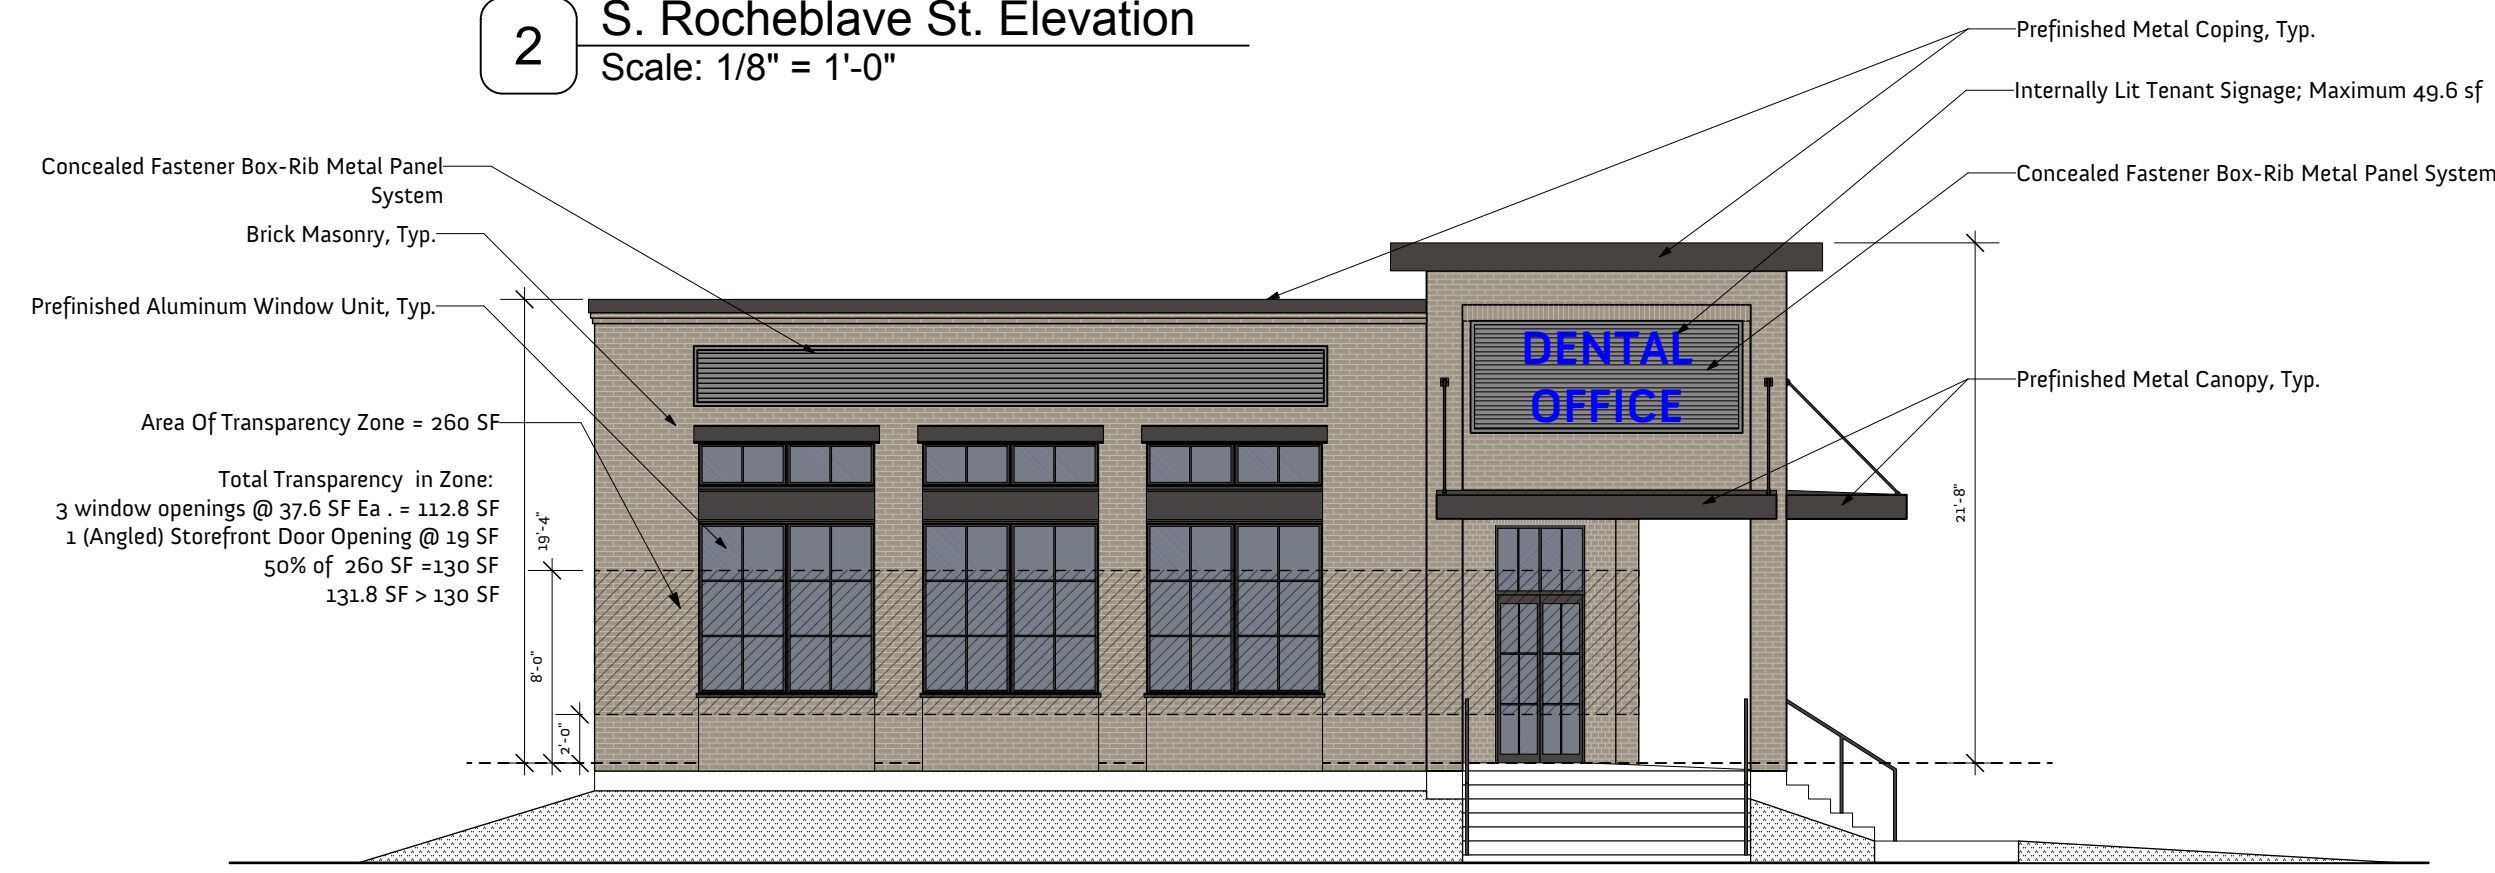 2
S. Rocheblave St. Elevation
Scale: 1/8" = 1'-0"
Prefinished Metal Coping, Typ.
Internally Lit Tenant Signage; Maximum 49.6 sf
Concealed Fastener Box-Rib Metal Panel
System
Concealed Fastener Box-Rib Metal Panel System
Brick Masonry, Typ.
Prefinished Aluminum Window Unit, Typ.
DENTAL
OFFICE
Prefinished Metal Canopy, Typ.
Area Of Transparency Zone = 260 SF
Total Transparency in Zone:
3 window openings @ 37.6 SF Ea . = 112.8 SF
1 (Angled) Storefront Door Opening @ 19 SF
50% of 260 SF =130 SF
131.8 SF > 130 SF
19'-4"
8'-0"
2'-0"
21'-8"